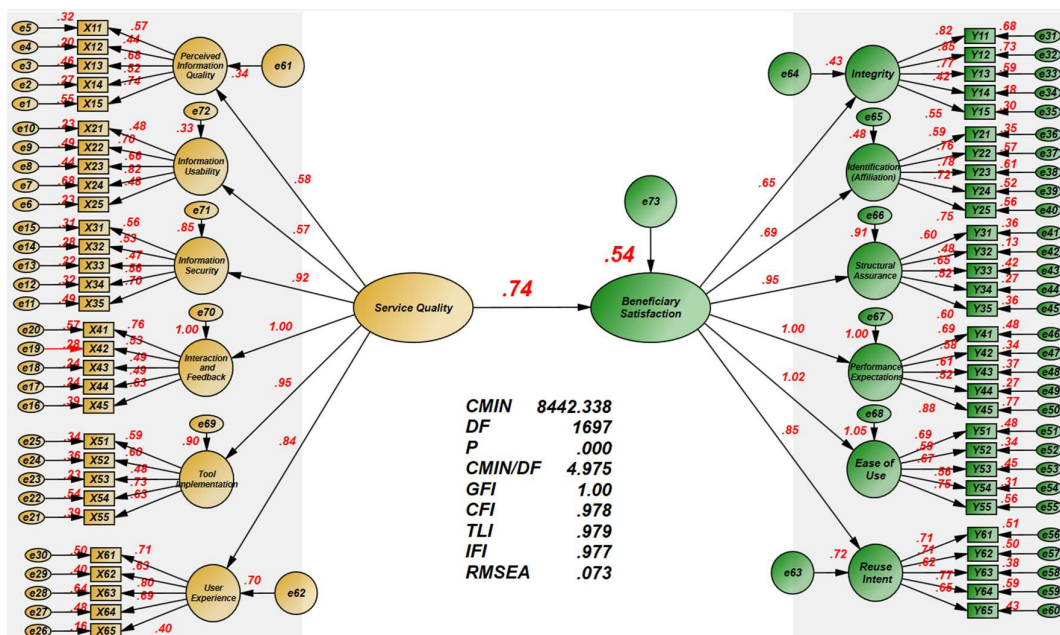 e5 .32 X11 .57
e4 .20 X12 .44
e3 .46 X13 .68
e2 .27 X14 .52
e1 .55 X15 .74
Perceived
Information
Quality
.34
e61
e72
.33
e10 .23 X21 .48
e9 .49 X22 .70
e8 .44 X23 .66
e7 .68 X24 .82
e6 .23 X25 .48
Information
Usability
e71
.85
e15 .31 X31 .56
e14 .28 X32 .53
e13 .22 X33 .47
e12 .32 X34 .56
e11 .49 X35 .70
Information
Security
e70
1.00
e20 .57 X41 .76
e19 .28 X42 .53
e18 .24 X43 .49
e17 .24 X44 .49
e16 .39 X45 .63
Interaction
and
Feedback
e69
.90
e25 .34 X51 .59
e24 .36 X52 .60
e23 .23 X53 .48
e22 .54 X54 .73
e21 .39 X55 .63
Tool
Implementation
e30 .50 X61 .71
e29 .40 X62 .63
e28 .64 X63 .80
e27 .48 X64 .69
e26 .16 X65 .40
User
Experience
.70
e62
.58
.57
.92
1.00
.95
.84
Service Quality
.74
e73
.54
Beneficiary
Satisfaction
CMIN 8442.338
DF 1697
P .000
CMIN/DF 4.975
GFI 1.00
CFI .978
TLI .979
IFI .977
RMSEA .073
.65
.69
.95
1.00
1.02
.85
e64
.43
Integrity
.82 Y11 .68 e31
.85 Y12 .73 e32
.77 Y13 .59 e33
.42 Y14 .18 e34
.55 Y15 .30 e35
e65
.48
Identification
(Affiliation)
.59 Y21 .35 e36
.76 Y22 .57 e37
.78 Y23 .61 e38
.72 Y24 .52 e39
.75 Y25 .56 e40
e66
.91
Structural
Assurance
.60 Y31 .36 e41
.48 Y32 .13 e42
.65 Y33 .42 e43
.52 Y34 .27 e44
.60 Y35 .36 e45
e67
1.00
Performance
Expectations
.69 Y41 .48 e46
.58 Y42 .34 e47
.61 Y43 .37 e48
.52 Y44 .27 e49
.88 Y45 .77 e50
e68
1.05
Ease of
Use
.69 Y51 .48 e51
.59 Y52 .34 e52
.67 Y53 .45 e53
.56 Y54 .31 e54
.75 Y55 .56 e55
e63
.72
Reuse
Intent
.71 Y61 .51 e56
.71 Y62 .50 e57
.62 Y63 .38 e58
.77 Y64 .59 e59
.65 Y65 .43 e60